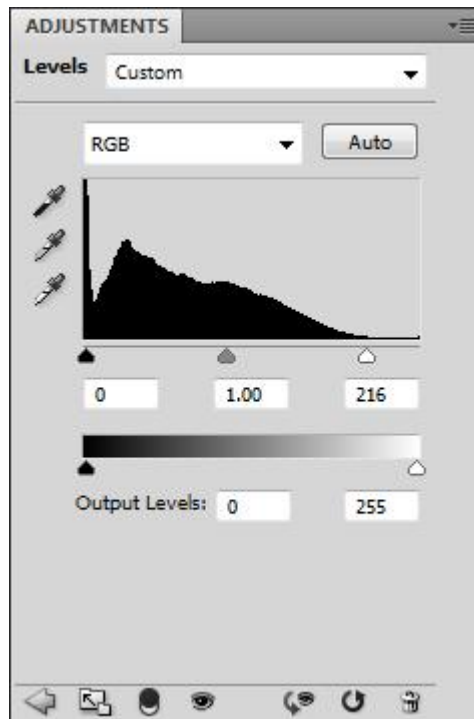 ADJUSTMENTS
Levels Custom
RGB Auto
0 1.00 216
Output Levels: 0 255